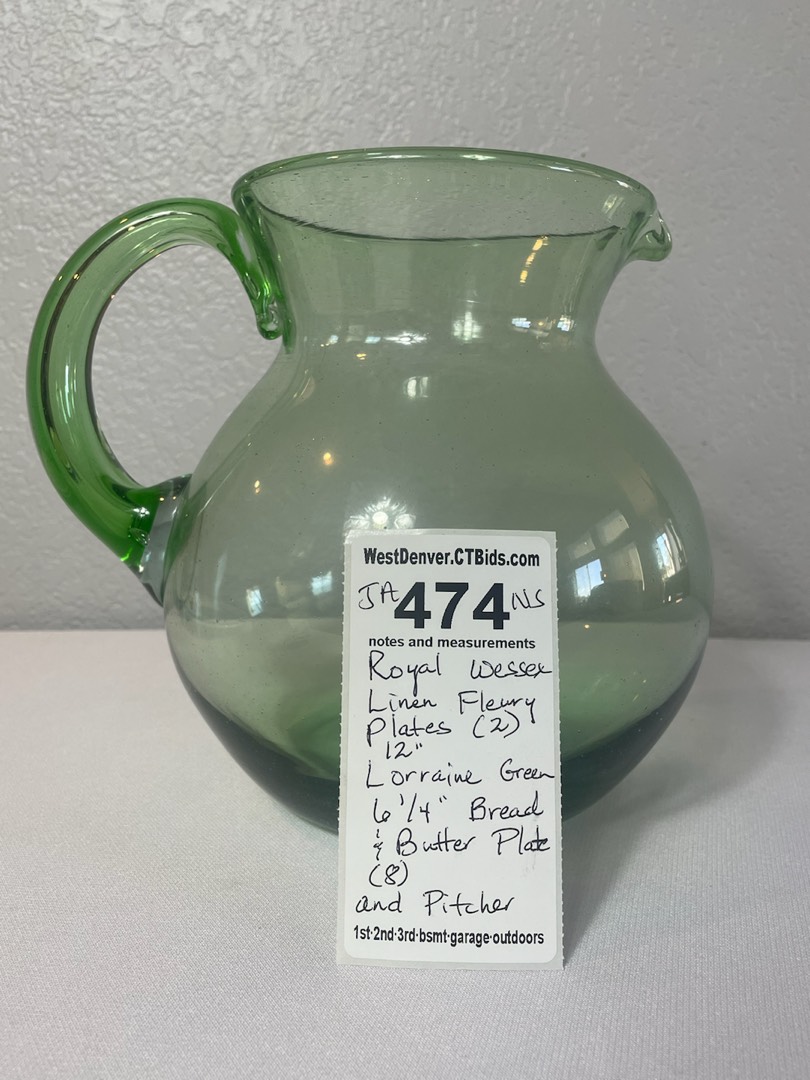 WestDenver.CTBids.com
JA 474 NS
notes and measurements
Royal Wessex
Linen Fleury
Plates (2)
12"
Lorraine Green
6 1/4" Bread
& Butter Plate
(8)
and Pitcher
1st·2nd·3rd·bsmt·garage·outdoors